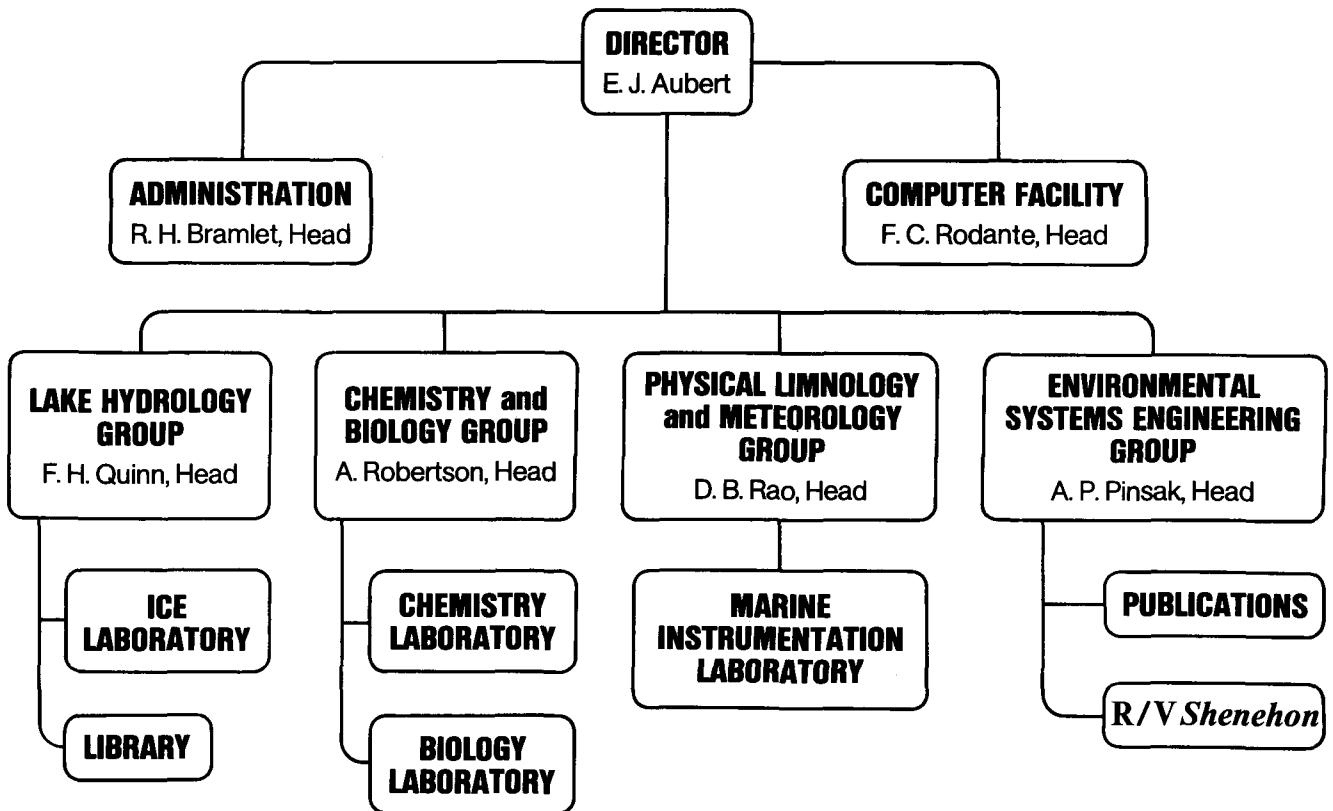 DIRECTOR
E. J. Aubert
ADMINISTRATION
R. H. Bramlet, Head
COMPUTER FACILITY
F. C. Rodante, Head
LAKE HYDROLOGY
GROUP
F. H. Quinn, Head
CHEMISTRY and
BIOLOGY GROUP
A. Robertson, Head
PHYSICAL LIMNOLOGY
and METEOROLOGY
GROUP
D. B. Rao, Head
ENVIRONMENTAL
SYSTEMS ENGINEERING
GROUP
A. P. Pinsak, Head
ICE
LABORATORY
LIBRARY
CHEMISTRY
LABORATORY
BIOLOGY
LABORATORY
MARINE
INSTRUMENTATION
LABORATORY
PUBLICATIONS
R/V Shenehon